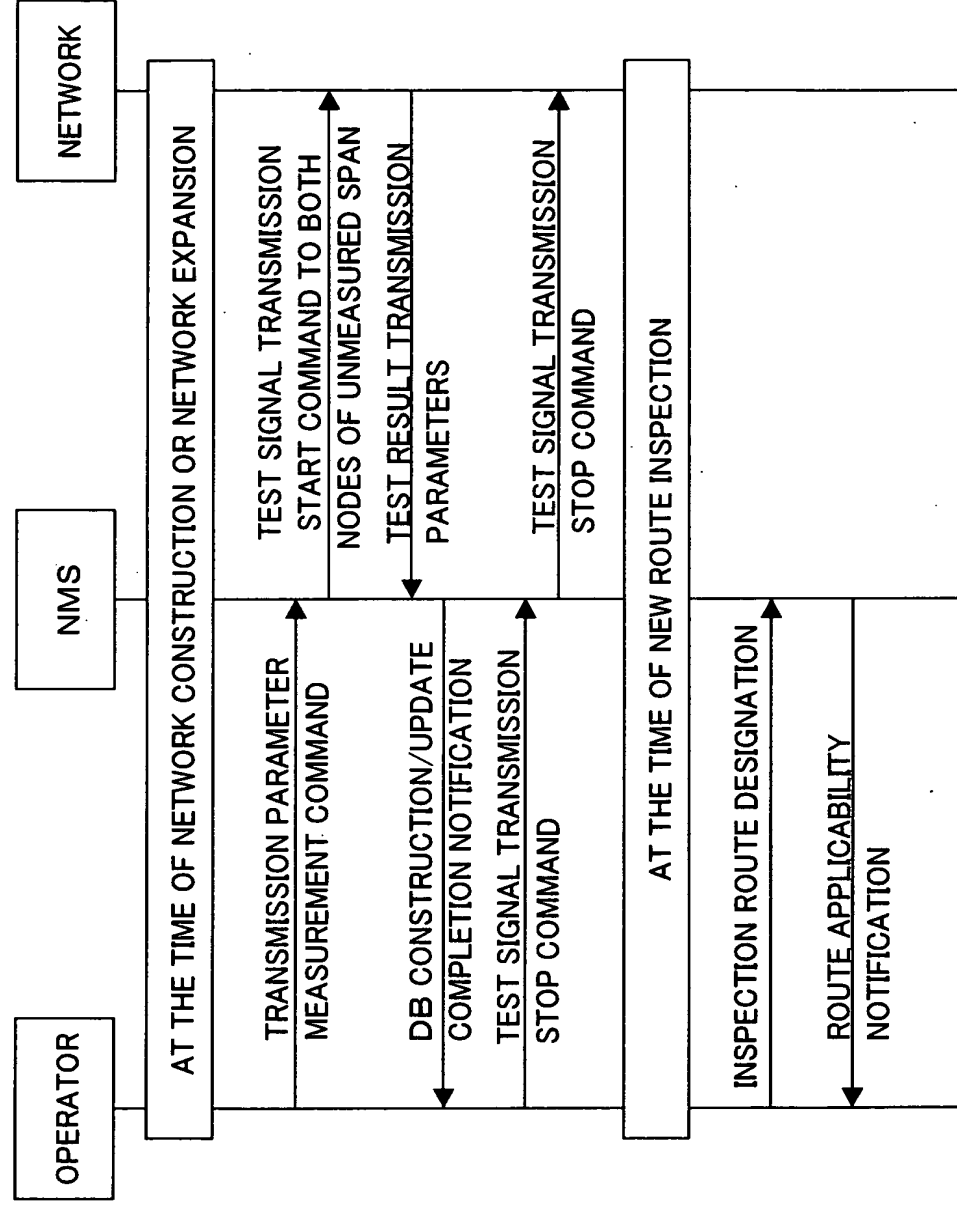 OPERATOR
NMS
NETWORK
AT THE TIME OF NETWORK CONSTRUCTION OR NETWORK EXPANSION
TRANSMISSION PARAMETER
MEASUREMENT COMMAND
TEST SIGNAL TRANSMISSION
START COMMAND TO BOTH
NODES OF UNMEASURED SPAN
TEST RESULT TRANSMISSION
PARAMETERS
DB CONSTRUCTION/UPDATE
COMPLETION NOTIFICATION
TEST SIGNAL TRANSMISSION
STOP COMMAND
TEST SIGNAL TRANSMISSION
STOP COMMAND
AT THE TIME OF NEW ROUTE INSPECTION
INSPECTION ROUTE DESIGNATION
ROUTE APPLICABILITY
NOTIFICATION